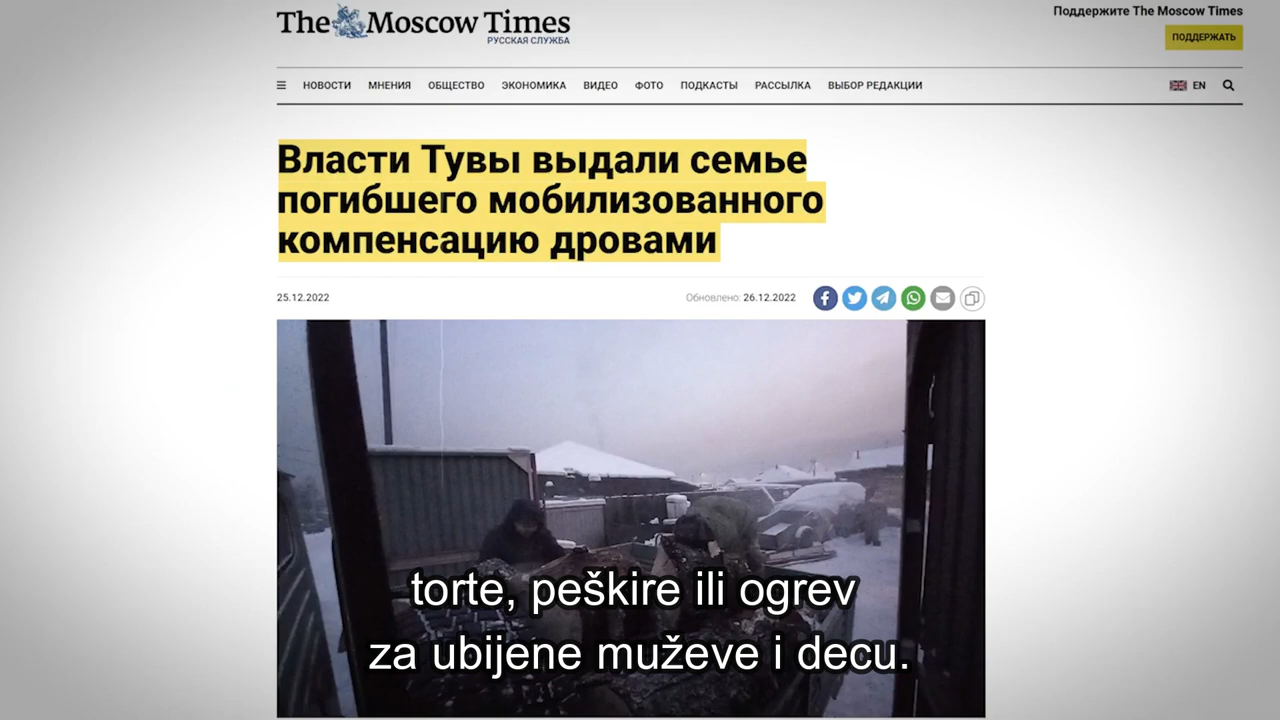 The Moscow Times
РУССКАЯ СЛУЖБА
Поддержите The Moscow Times
ПОДДЕРЖАТЬ
НОВОСТИ МНЕНИЯ ОБЩЕСТВО ЭКОНОМИКА ВИДЕО ФОТО ПОДКАСТЫ РАССЫЛКА ВЫБОР РЕДАКЦИИ EN
Власти Тувы выдали семье
погибшего мобилизованного
компенсацию дровами
25.12.2022 Обновлено: 26.12.2022
torte, peškire ili ogrev
za ubijene muževe i decu.